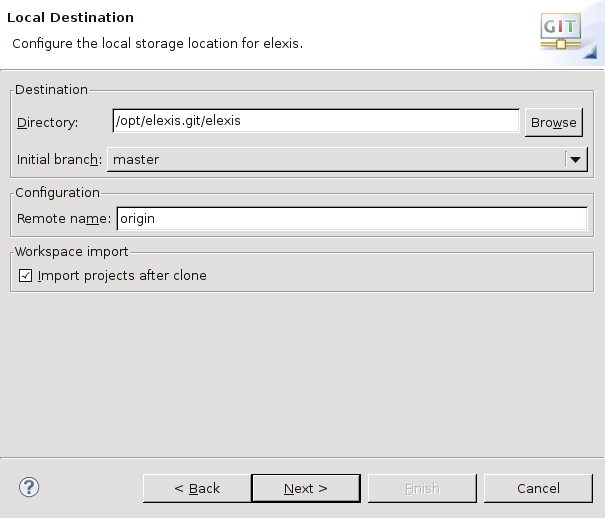 Local Destination
Configure the local storage location for elexis.
GIT
Destination
Directory: /opt/elexis.git/elexis Browse
Initial branch: master
Configuration
Remote name: origin
Workspace import
Import projects after clone
? < Back Next > Finish Cancel